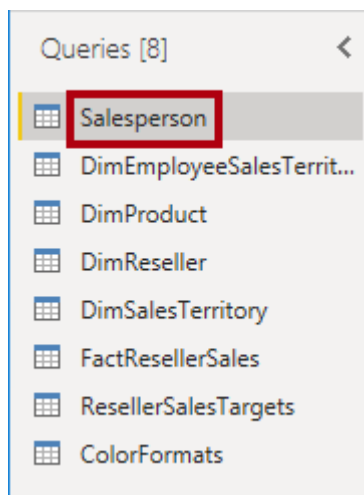 Queries [8]
Salesperson
DimEmployeeSalesTerrit...
DimProduct
DimReseller
DimSalesTerritory
FactResellerSales
ResellerSalesTargets
ColorFormats